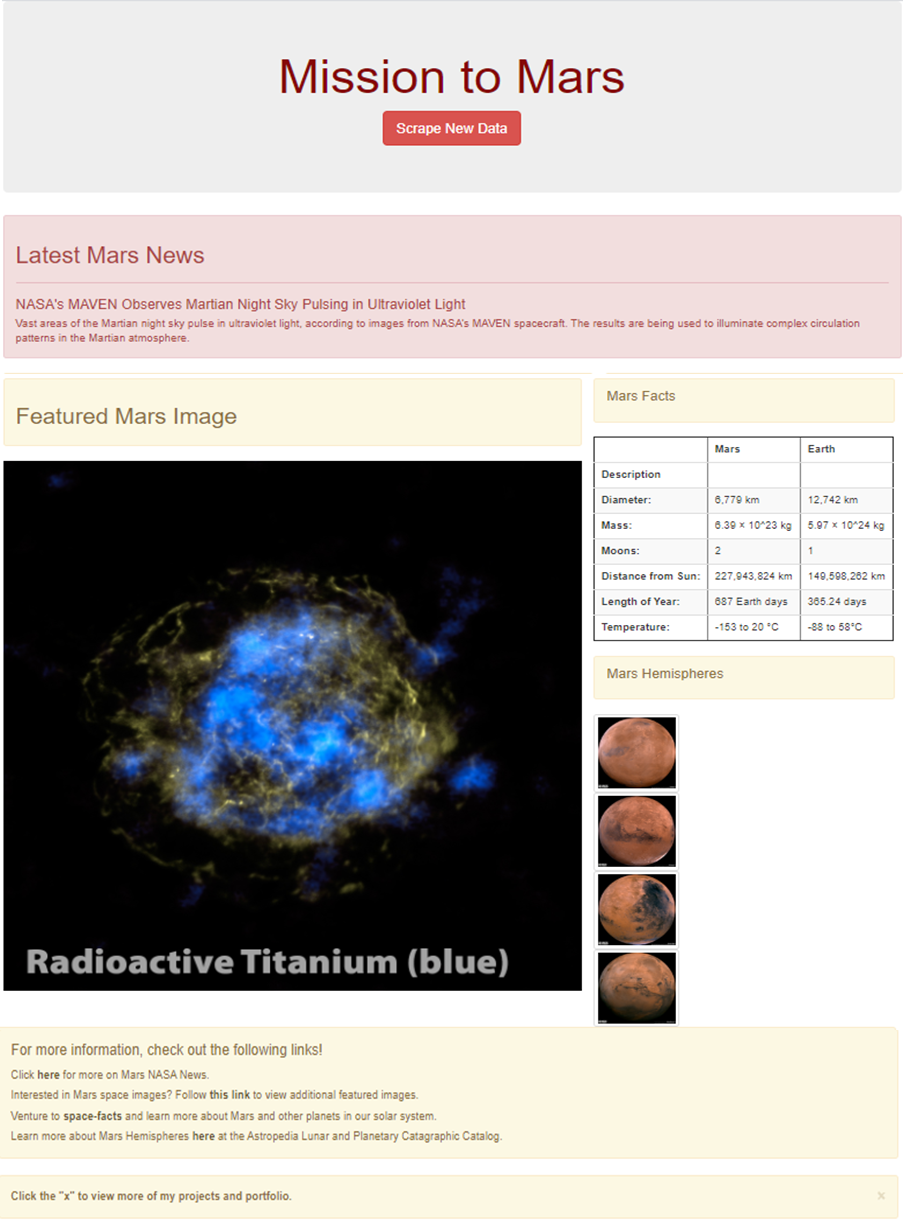 Mission to Mars
Scrape New Data
Latest Mars News
NASA's MAVEN Observes Martian Night Sky Pulsing in Ultraviolet Light
Vast areas of the Martian night sky pulse in ultraviolet light, according to images from NASA's MAVEN spacecraft. The results are being used to illuminate complex circulation
patterns in the Martian atmosphere.
Featured Mars Image
Radioactive Titanium (blue)
Mars Facts
Mars Earth
Description
Diameter: 6,779 km 12,742 km
Mass: 6.39 × 10^23 kg 5.97 × 10^24 kg
Moons: 2 1
Distance from Sun: 227,943,824 km 149,598,262 km
Length of Year: 687 Earth days 365.24 days
Temperature: -153 to 20 °C -88 to 58°C
Mars Hemispheres
For more information, check out the following links!
Click here for more on Mars NASA News.
Interested in Mars space images? Follow this link to view additional featured images.
Venture to space-facts and learn more about Mars and other planets in our solar system.
Learn more about Mars Hemispheres here at the Astropedia Lunar and Planetary Catagraphic Catalog.
Click the "x" to view more of my projects and portfolio. x